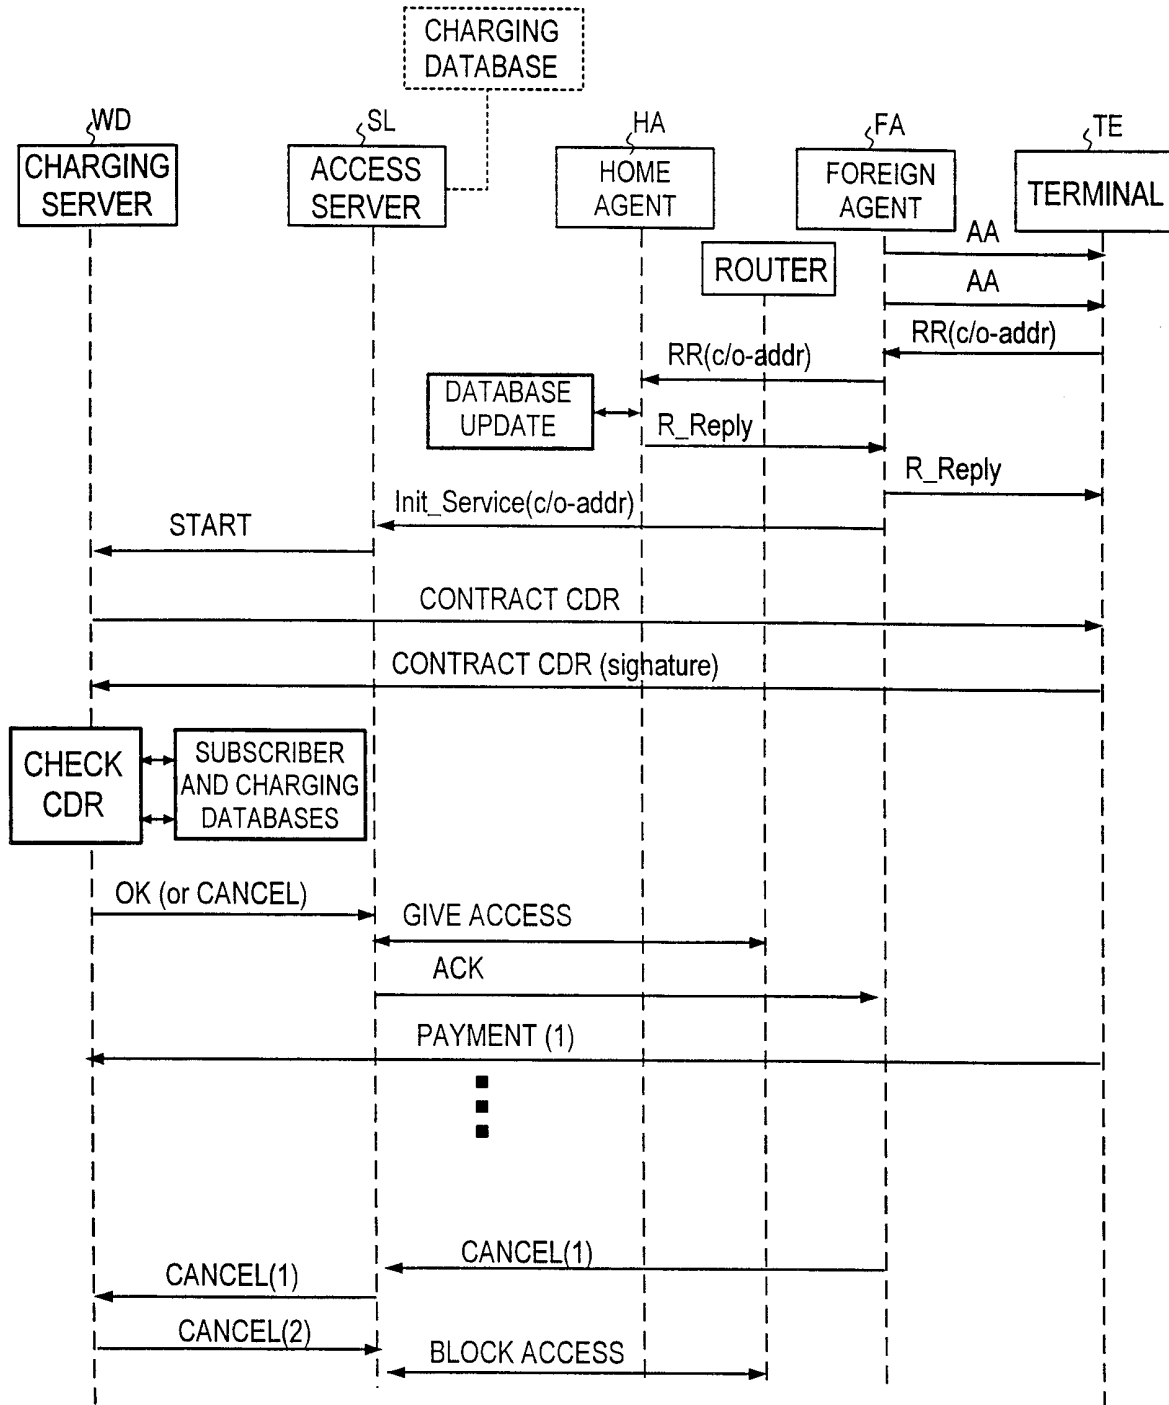 CHARGING
DATABASE
WD
SL
HA
FA
TE
CHARGING
SERVER
ACCESS
SERVER
HOME
AGENT
FOREIGN
AGENT
TERMINAL
ROUTER
AA
AA
RR(c/o-addr)
RR(c/o-addr)
DATABASE
UPDATE
R_Reply
R_Reply
Init_Service(c/o-addr)
START
CONTRACT CDR
CONTRACT CDR (signature)
CHECK
CDR
SUBSCRIBER
AND CHARGING
DATABASES
OK (or CANCEL)
GIVE ACCESS
ACK
PAYMENT (1)
CANCEL(1)
CANCEL(1)
CANCEL(2)
BLOCK ACCESS